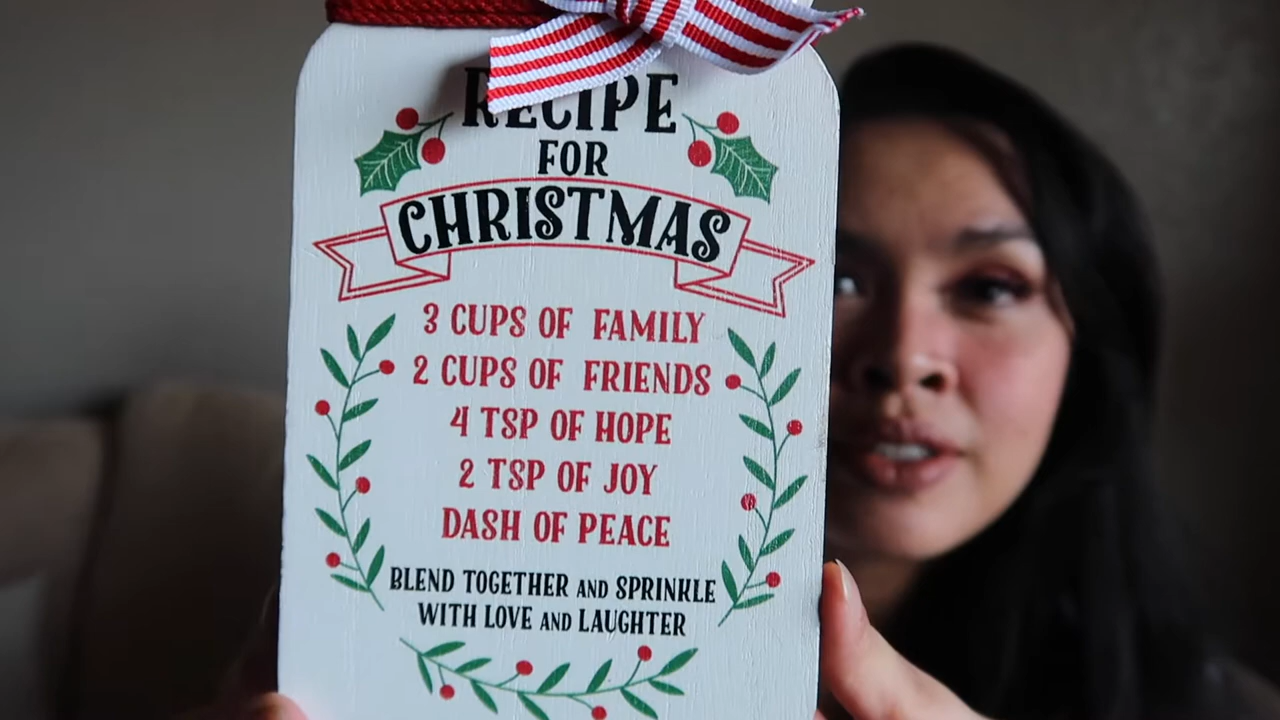 RECIPE
FOR
CHRISTMAS
3 CUPS OF FAMILY
2 CUPS OF FRIENDS
4 TSP OF HOPE
2 TSP OF JOY
DASH OF PEACE
BLEND TOGETHER AND SPRINKLE
WITH LOVE AND LAUGHTER